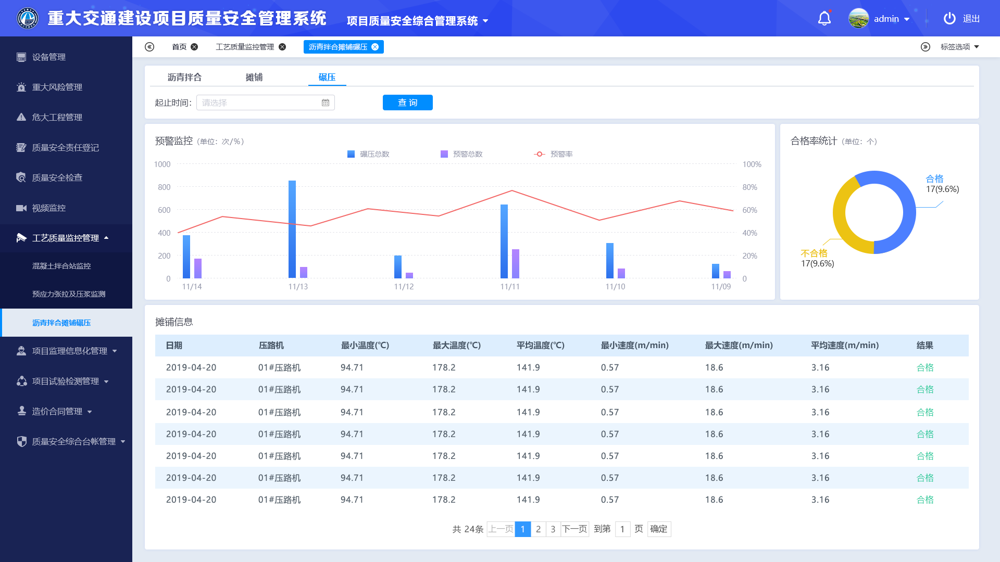 重大交通建设项目质量安全管理系统 项目质量安全综合管理系统 admin 退出
首页 工艺质量监控管理 沥青拌合摊铺碾压 标签选项
设备管理
重大风险管理
危大工程管理
质量安全责任登记
质量安全检查
视频监控
工艺质量监控管理
混凝土拌合站监控
预应力张拉及压浆监测
沥青拌合摊铺碾压
项目监理信息化管理
项目试验检测管理
造价合同管理
质量安全综合台帐管理
沥青拌合 摊铺 碾压
起止时间： 请选择 查 询
预警监控（单位：次/％）
碾压总数 预警总数 预警率
1000 100%
800 80%
600 60%
400 40%
200 20%
0 0
11/14 11/13 11/12 11/11 11/10 11/09
合格率统计（单位：个）
合格
17(9.6%)
不合格
17(9.6%)
摊铺信息
日期 压路机 最小温度(℃) 最大温度(℃) 平均温度(℃) 最小速度(m/min) 最大速度(m/min) 平均速度(m/min) 结果
2019-04-20 01#压路机 94.71 178.2 141.9 0.57 18.6 3.16 合格
2019-04-20 01#压路机 94.71 178.2 141.9 0.57 18.6 3.16 合格
2019-04-20 01#压路机 94.71 178.2 141.9 0.57 18.6 3.16 合格
2019-04-20 01#压路机 94.71 178.2 141.9 0.57 18.6 3.16 合格
2019-04-20 01#压路机 94.71 178.2 141.9 0.57 18.6 3.16 合格
2019-04-20 01#压路机 94.71 178.2 141.9 0.57 18.6 3.16 合格
2019-04-20 01#压路机 94.71 178.2 141.9 0.57 18.6 3.16 合格
共 24条 上一页 1 2 3 下一页 到第 1 页 确定